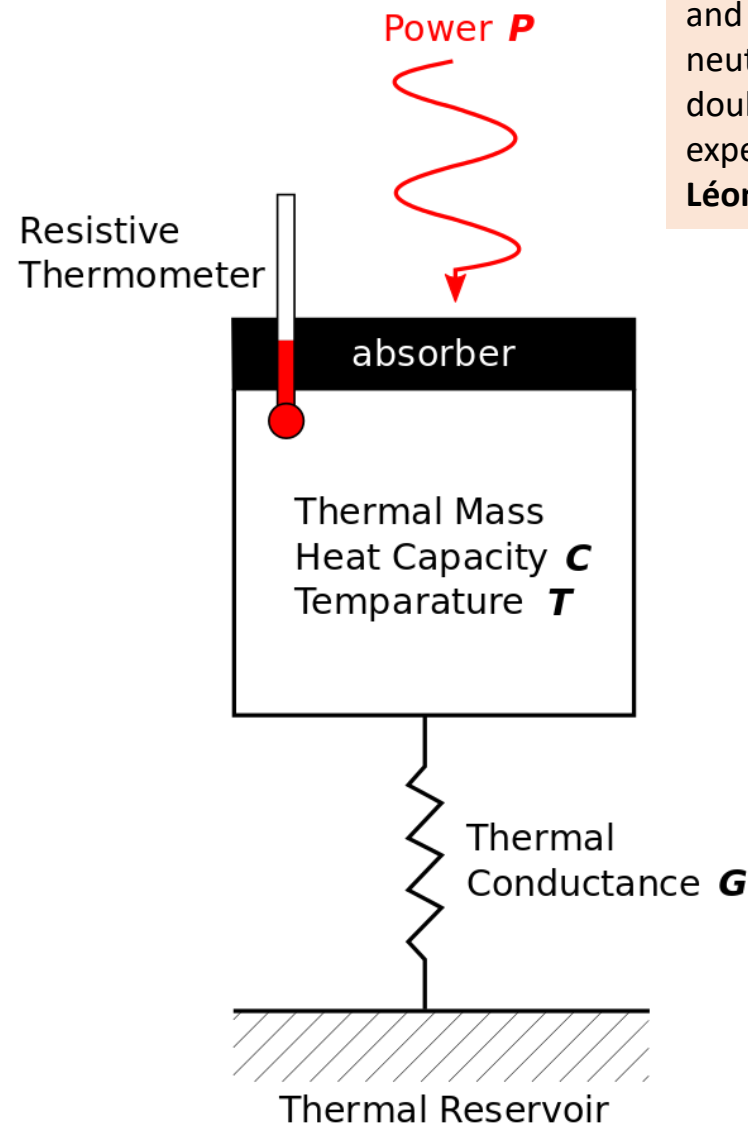 Power P
and
neut
doul
expe
Léor
Resistive
Thermometer
absorber
Thermal Mass
Heat Capacity C
Temparature T
Thermal
Conductance G
Thermal Reservoir